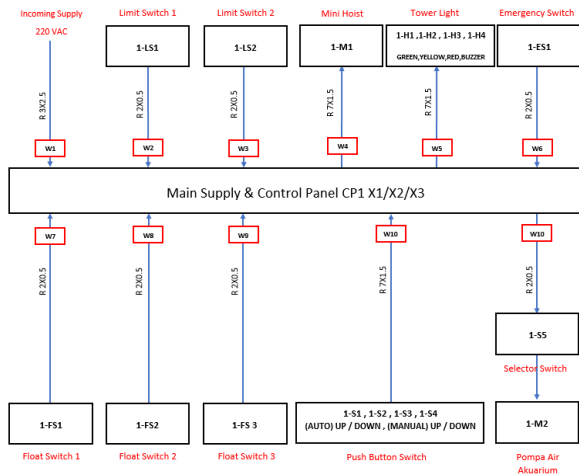 Incoming Supply
220 VAC
Limit Switch 1
Limit Switch 2
Mini Hoist
Tower Light
Emergency Switch
1-LS1
1-LS2
1-M1
1-H1 , 1-H2 , 1-H3 , 1-H4
GREEN,YELLOW,RED,BUZZER
1-ES1
R 3X2.5
R 2X0.5
R 2X0.5
R 7X1.5
R 7X1.5
R 2X0.5
W1
W2
W3
W4
W5
W6
Main Supply & Control Panel CP1 X1/X2/X3
W7
W8
W9
W10
W10
R 2X0.5
R 2X0.5
R 2X0.5
R 7X1.5
R 2X0.5
1-S5
Selector Switch
1-FS1
1-FS2
1-FS 3
1-S1 , 1-S2 , 1-S3 , 1-S4
(AUTO) UP / DOWN , (MANUAL) UP / DOWN
1-M2
Float Switch 1
Float Switch 2
Float Switch 3
Push Button Switch
Pompa Air
Akuarium